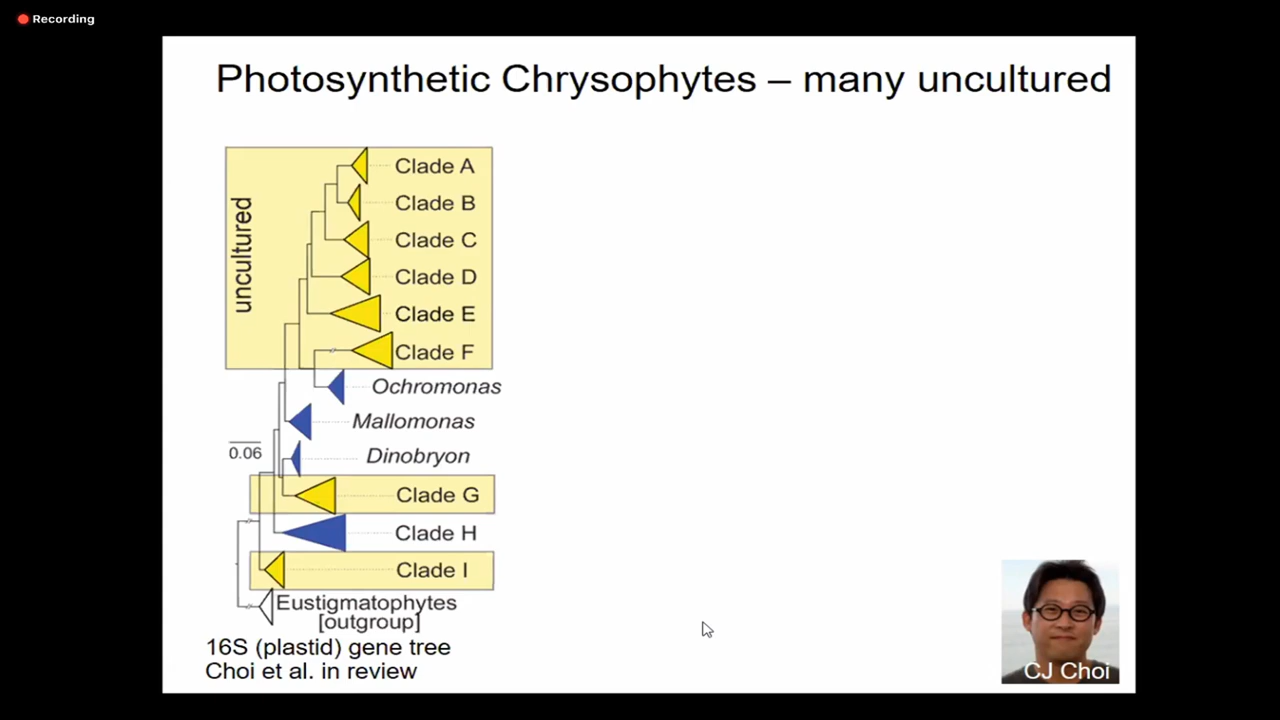 Recording
Photosynthetic Chrysophytes – many uncultured
uncultured
Clade A
Clade B
Clade C
Clade D
Clade E
Clade F
Ochromonas
Mallomonas
0.06
Dinobryon
Clade G
Clade H
Clade I
Eustigmatophytes
[outgroup]
16S (plastid) gene tree
Choi et al. in review
CJ Choi